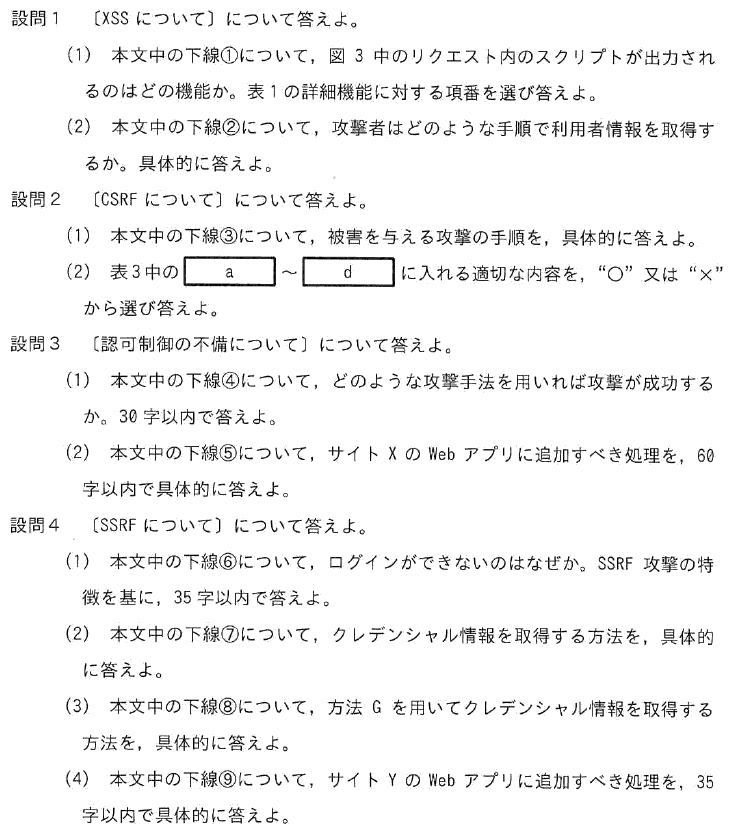 設問1 〔XSSについて〕について答えよ。
(1) 本文中の下線①について，図 3 中のリクエスト内のスクリプトが出力され
るのはどの機能か。表1の詳細機能に対する項番を選び答えよ。
(2) 本文中の下線②について，攻撃者はどのような手順で利用者情報を取得す
るか。具体的に答えよ。
設問2 〔CSRFについて〕について答えよ。
(1) 本文中の下線③について，被害を与える攻撃の手順を，具体的に答えよ。
(2) 表3中の a ～ d に入れる適切な内容を，“○” 又は “×”
から選び答えよ。
設問3 〔認可制御の不備について〕について答えよ。
(1) 本文中の下線④について，どのような攻撃手法を用いれば攻撃が成功する
か。30 字以内で答えよ。
(2) 本文中の下線⑤について，サイト X の Web アプリに追加すべき処理を，60
字以内で具体的に答えよ。
設問4 〔SSRFについて〕について答えよ。
(1) 本文中の下線⑥について，ログインができないのはなぜか。SSRF 攻撃の特
徴を基に，35 字以内で答えよ。
(2) 本文中の下線⑦について，クレデンシャル情報を取得する方法を，具体的
に答えよ。
(3) 本文中の下線⑧について，方法 G を用いてクレデンシャル情報を取得する
方法を，具体的に答えよ。
(4) 本文中の下線⑨について，サイト Y の Web アプリに追加すべき処理を，35
字以内で具体的に答えよ。